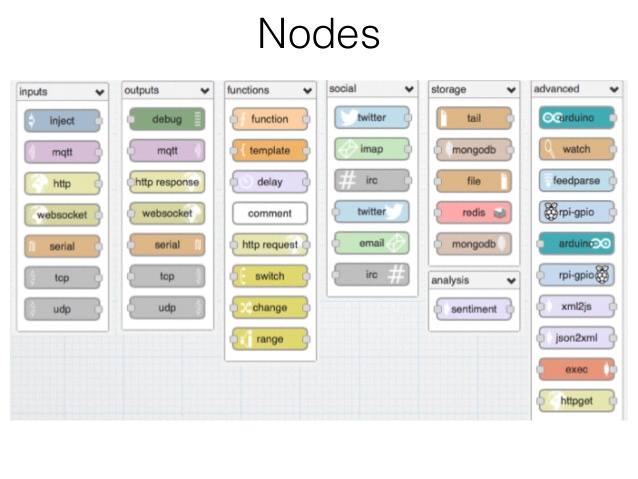 Nodes
inputs
inject
mqtt
http
websocket
serial
tcp
udp
outputs
debug
mqtt
http response
websocket
serial
tcp
udp
functions
function
template
delay
comment
http request
switch
change
range
social
twitter
imap
irc
twitter
email
irc
storage
tail
mongodb
file
redis
mongodb
analysis
sentiment
advanced
arduino
watch
feedparse
rpi-gpio
arduino
rpi-gpio
xml2js
json2xml
exec
httpget